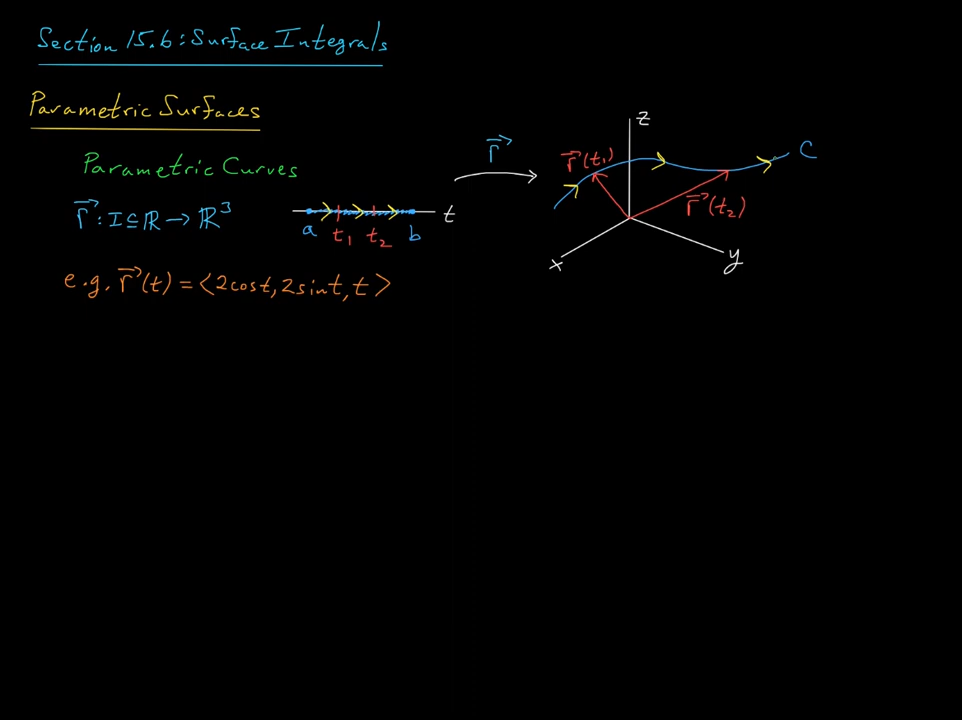 Section 15.6: Surface Integrals
Parametric Surfaces
Parametric Curves
r⃗: I ⊆ ℝ → ℝ³
a t₁ t₂ b t
r⃗
z
r⃗(t₁)
C
r⃗(t₂)
x
y
e.g. r⃗(t) = ⟨2cost, 2sint, t⟩